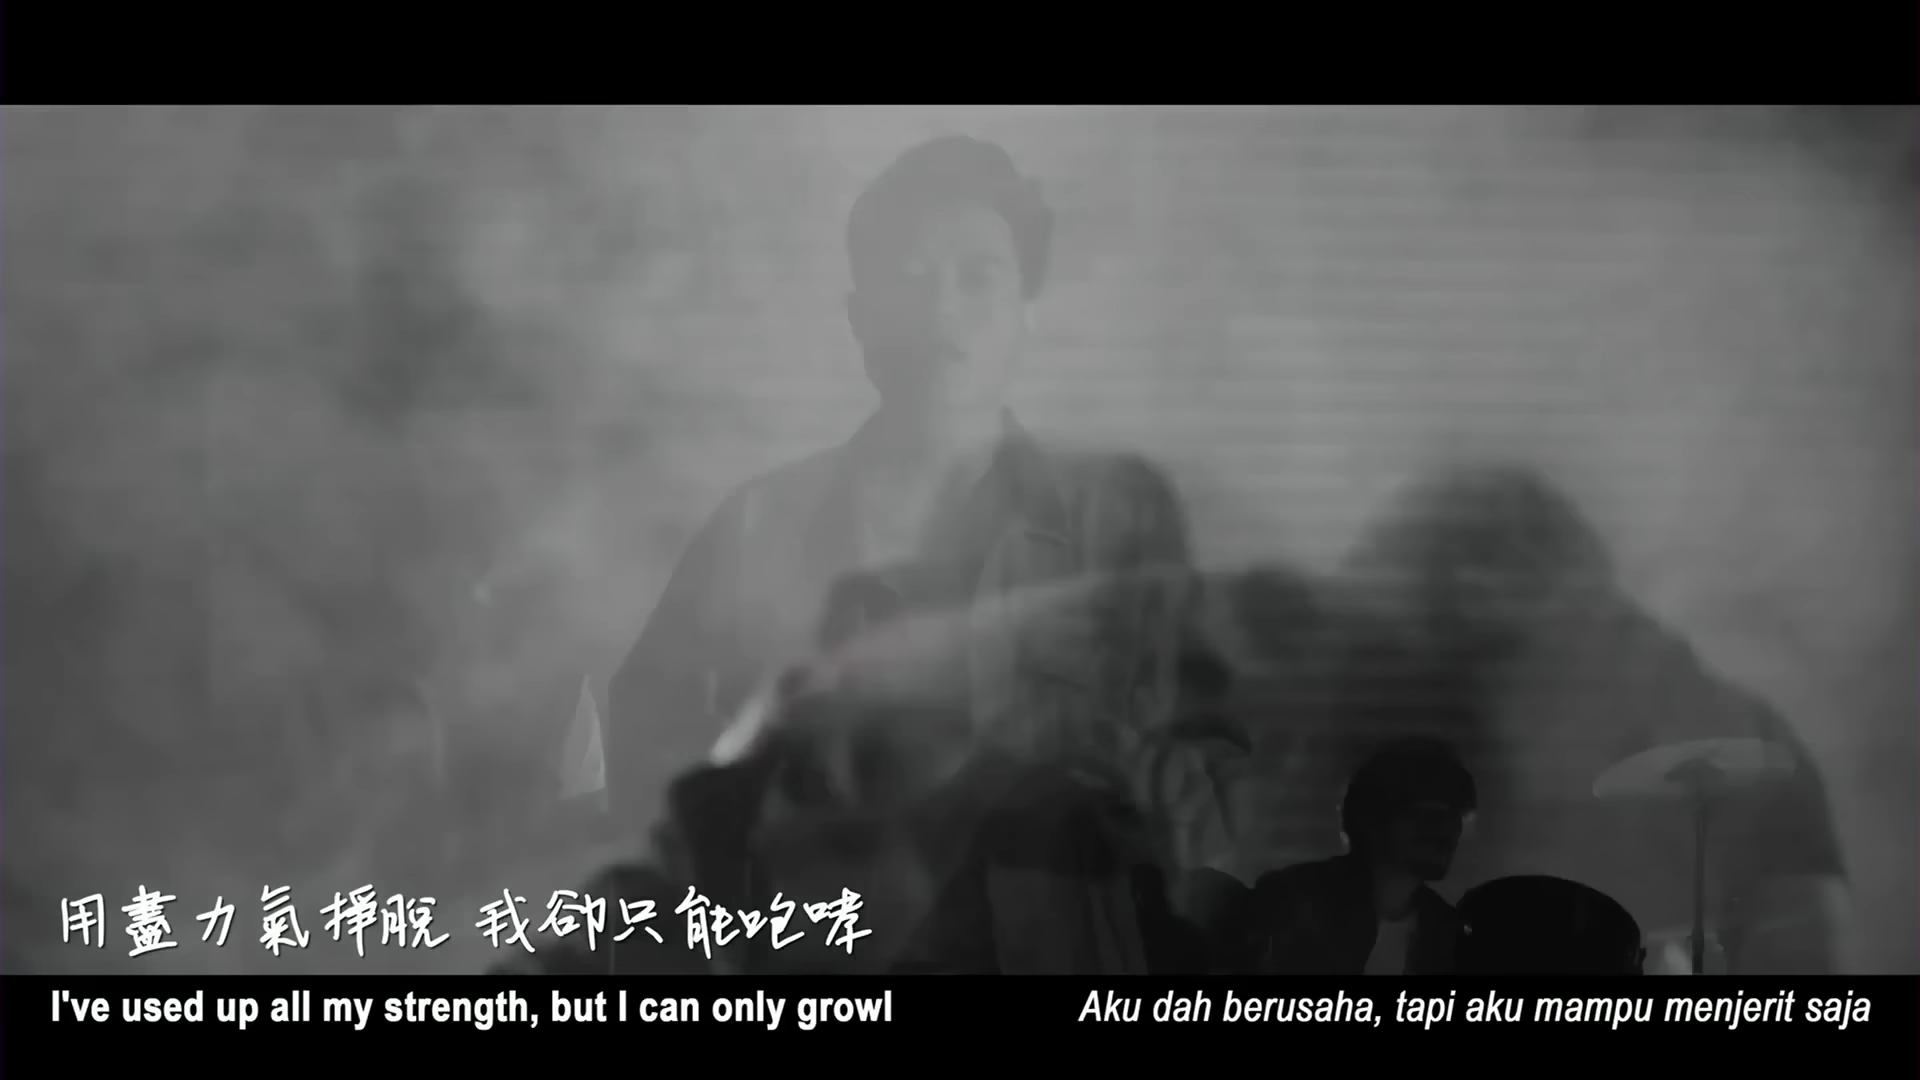 用盡力氣掙脫 我卻只能咆哮
I've used up all my strength, but I can only growl
Aku dah berusaha, tapi aku mampu menjerit saja